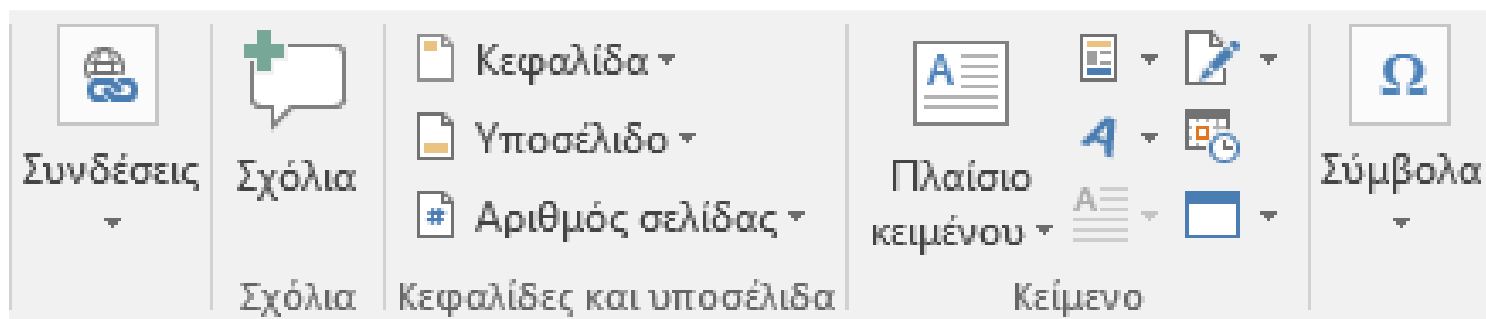 Συνδέσεις
Σχόλια
Σχόλια
Κεφαλίδα
Υποσέλιδο
# Αριθμός σελίδας
Κεφαλίδες και υποσέλιδα
A
Πλαίσιο
κειμένου
A
A
Κείμενο
Ω
Σύμβολα